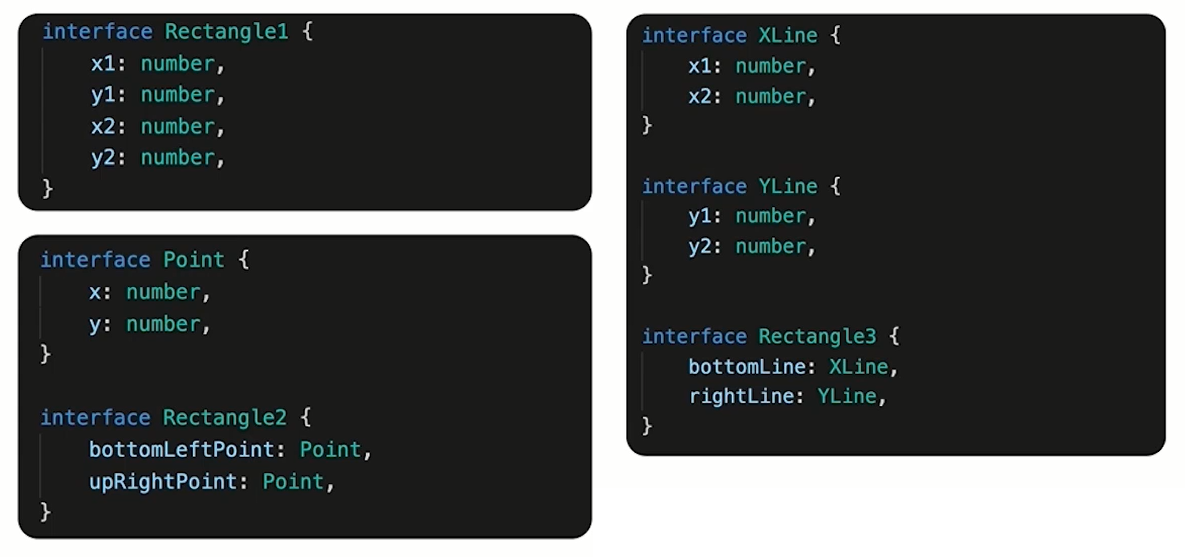 interface Rectangle1 {
x1: number,
y1: number,
x2: number,
y2: number,
}
interface Point {
x: number,
y: number,
}
interface Rectangle2 {
bottomLeftPoint: Point,
upRightPoint: Point,
}
interface XLine {
x1: number,
x2: number,
}
interface YLine {
y1: number,
y2: number,
}
interface Rectangle3 {
bottomLine: XLine,
rightLine: YLine,
}